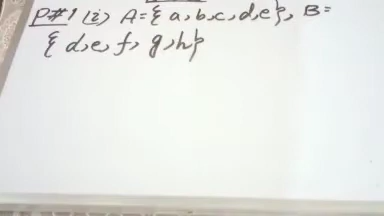 P#1 (i) A={a,b,c,d,e}, B=
{d,e,f,g,h}